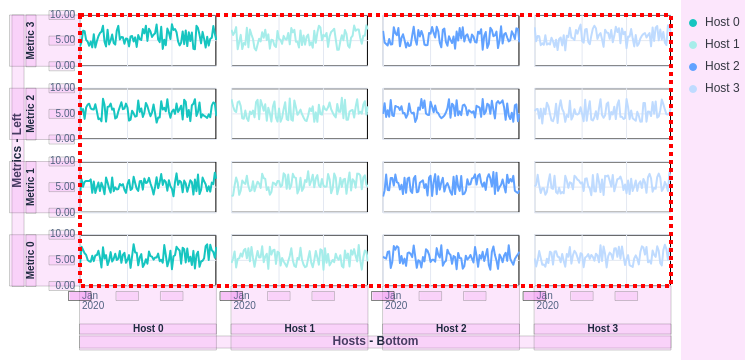 Metrics - Left
Metric 3
10.00
5.00
0.00
Metric 2
10.00
5.00
0.00
Metric 1
10.00
5.00
0.00
Metric 0
10.00
5.00
0.00
Jan
2020
Jan
2020
Jan
2020
Jan
2020
Host 0
Host 1
Host 2
Host 3
Hosts - Bottom
Host 0
Host 1
Host 2
Host 3